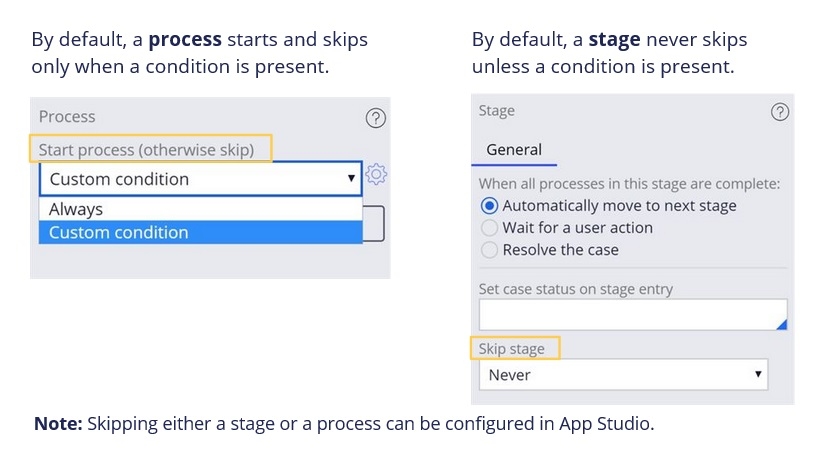 By default, a process starts and skips
only when a condition is present.
Process
?
Start process (otherwise skip)
Custom condition
Always
Custom condition
By default, a stage never skips
unless a condition is present.
Stage
?
General
When all processes in this stage are complete:
Automatically move to next stage
Wait for a user action
Resolve the case
Set case status on stage entry
Skip stage
Never
Note: Skipping either a stage or a process can be configured in App Studio.